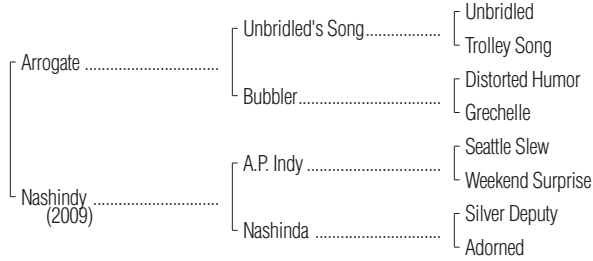 Unbridled
Unbridled's Song..................
Trolley Song
Arrogate ................................
Distorted Humor
Bubbler..................................
Grechelle
Seattle Slew
A.P. Indy ................................
Weekend Surprise
Nashindy ..............................
(2009)
Silver Deputy
Nashinda ..............................
Adorned